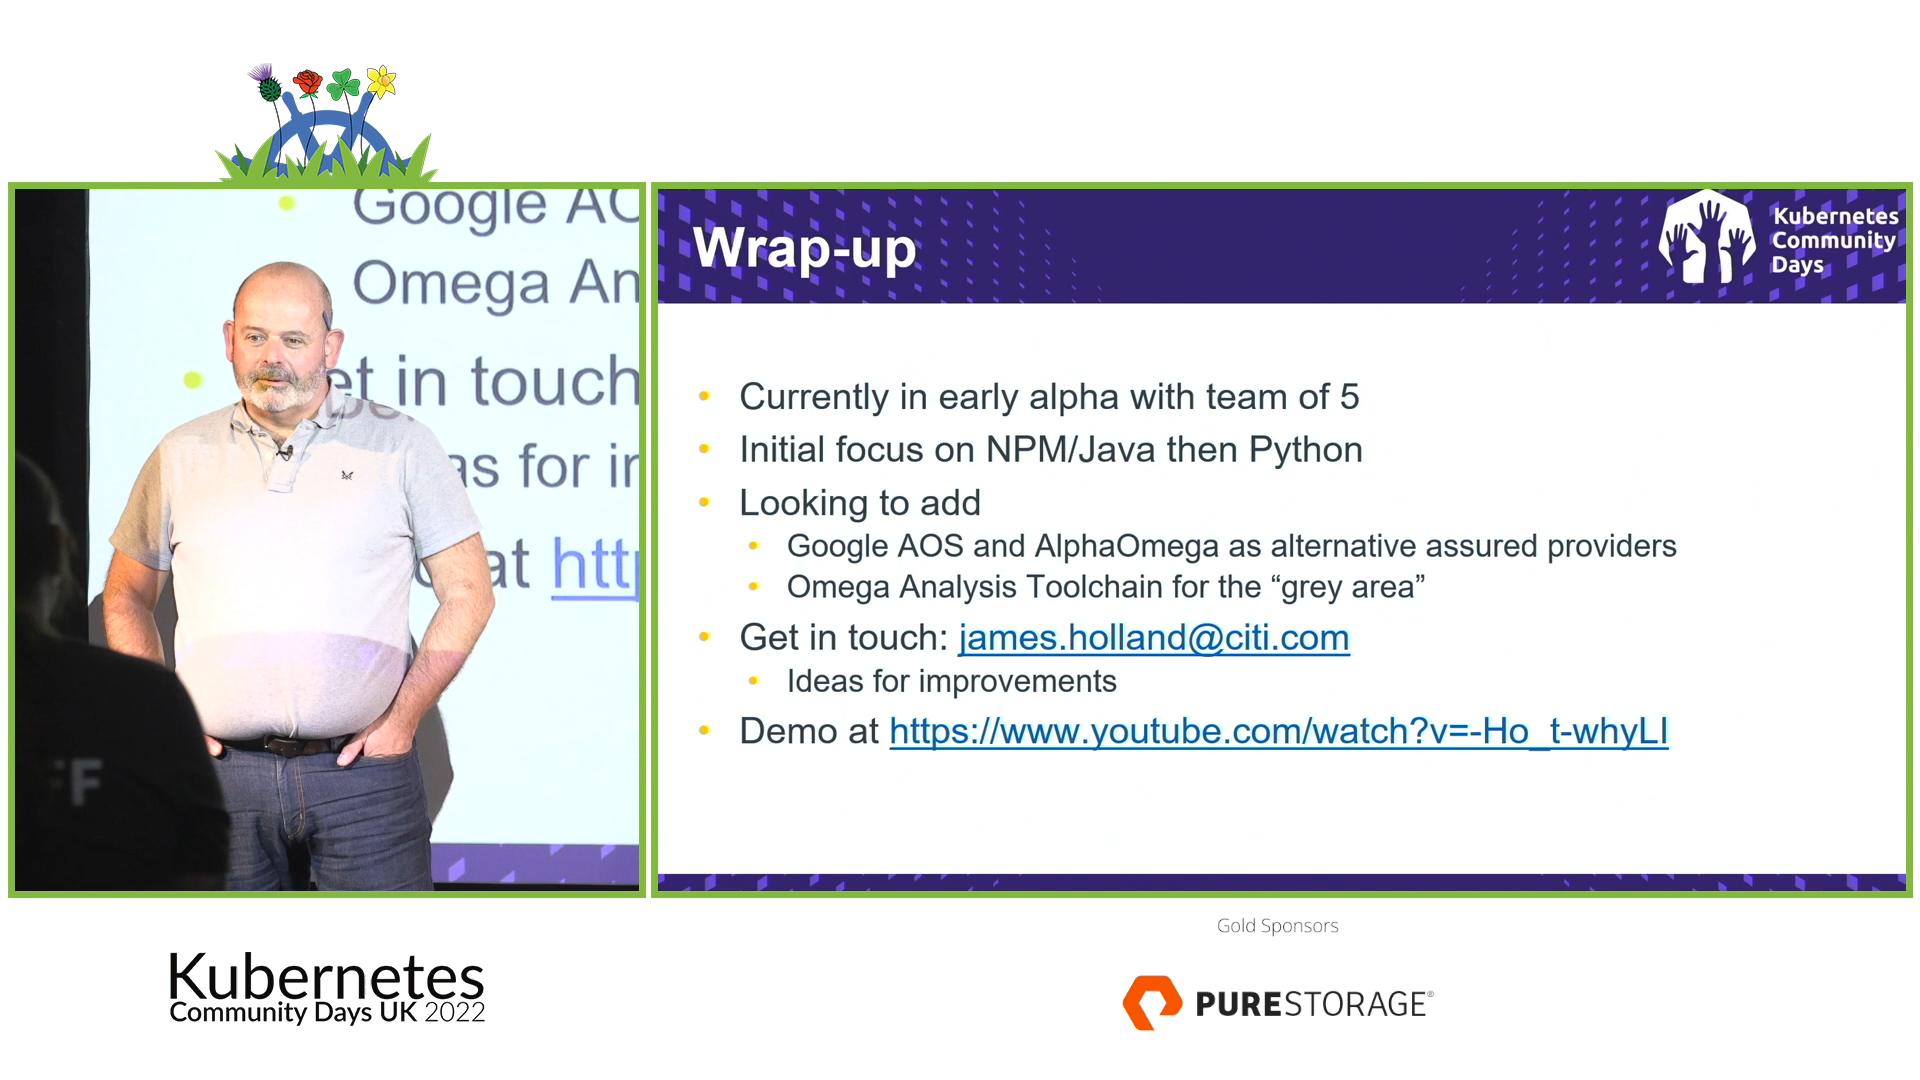 Google AO
Omega An
et in touch
as for in
at http
FF
Wrap-up
Kubernetes
Community
Days
Currently in early alpha with team of 5
Initial focus on NPM/Java then Python
Looking to add
Google AOS and AlphaOmega as alternative assured providers
Omega Analysis Toolchain for the “grey area”
Get in touch: james.holland@citi.com
Ideas for improvements
Demo at https://www.youtube.com/watch?v=-Ho_t-whyLI
Gold Sponsors
PURESTORAGE®
Kubernetes
Community Days UK 2022